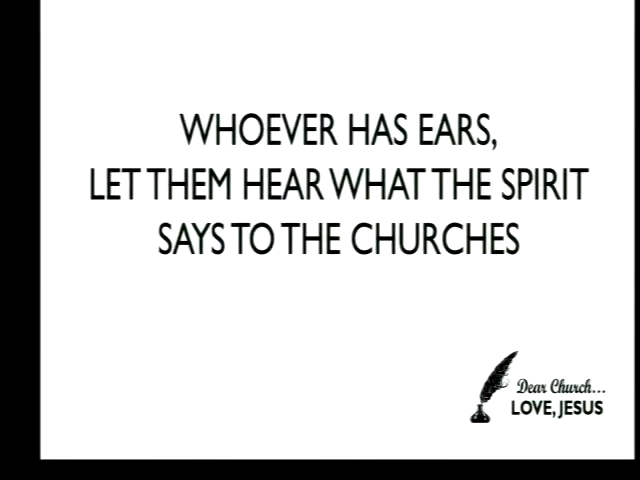 WHOEVER HAS EARS,
LET THEM HEAR WHAT THE SPIRIT
SAYS TO THE CHURCHES
Dear Church...
LOVE, JESUS